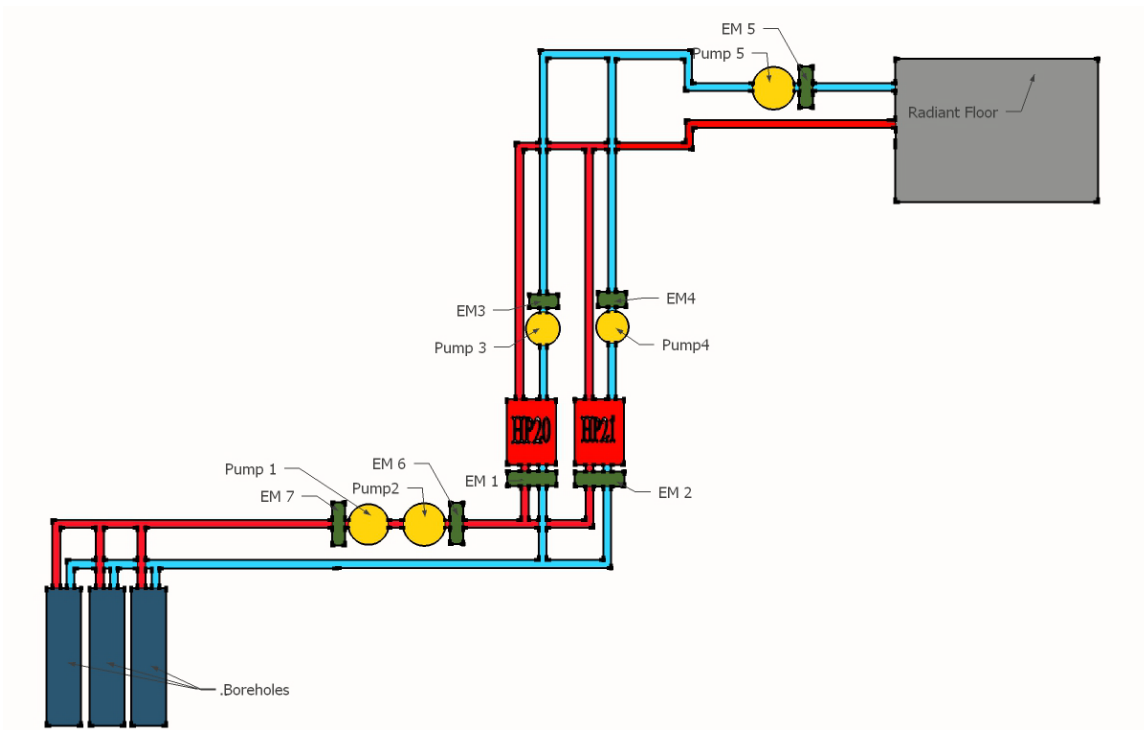 EM 5
Pump 5
Radiant Floor
EM3
EM4
Pump 3
Pump4
HP20
HP21
EM 6
Pump 1
EM 1
Pump2
EM 7
EM 2
.Boreholes